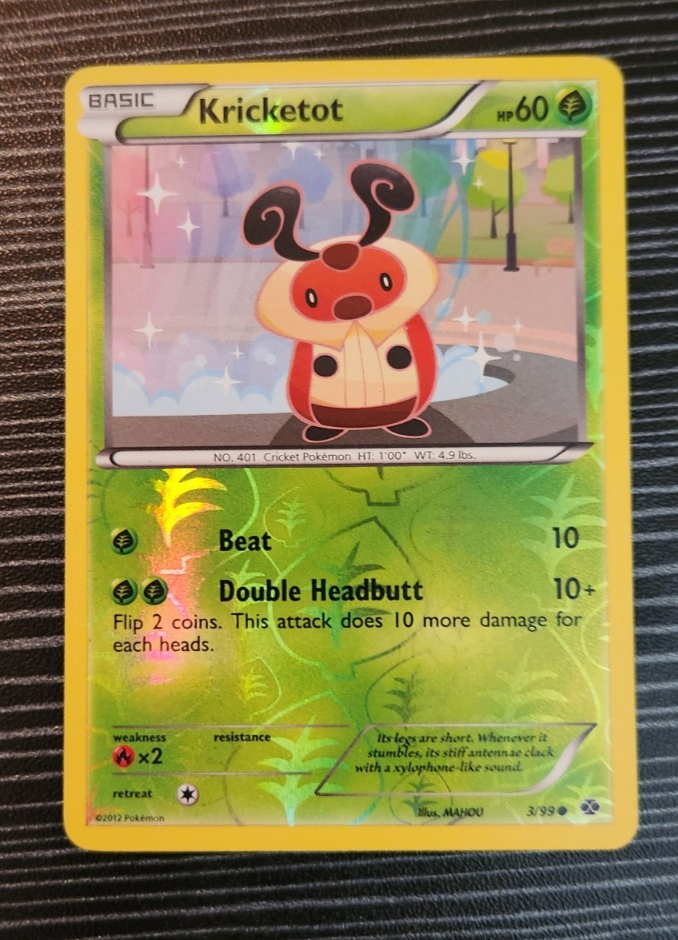 BASIC Kricketot HP60
NO. 401 Cricket Pokémon HT: 1'00" WT: 4.9 lbs.
Beat 10
Double Headbutt 10+
Flip 2 coins. This attack does 10 more damage for
each heads.
weakness resistance
×2
Its legs are short. Whenever it
stumbles, its stiff antennae clack
with a xylophone-like sound.
retreat
©2012 Pokémon
Illus. MAHOU 3/99